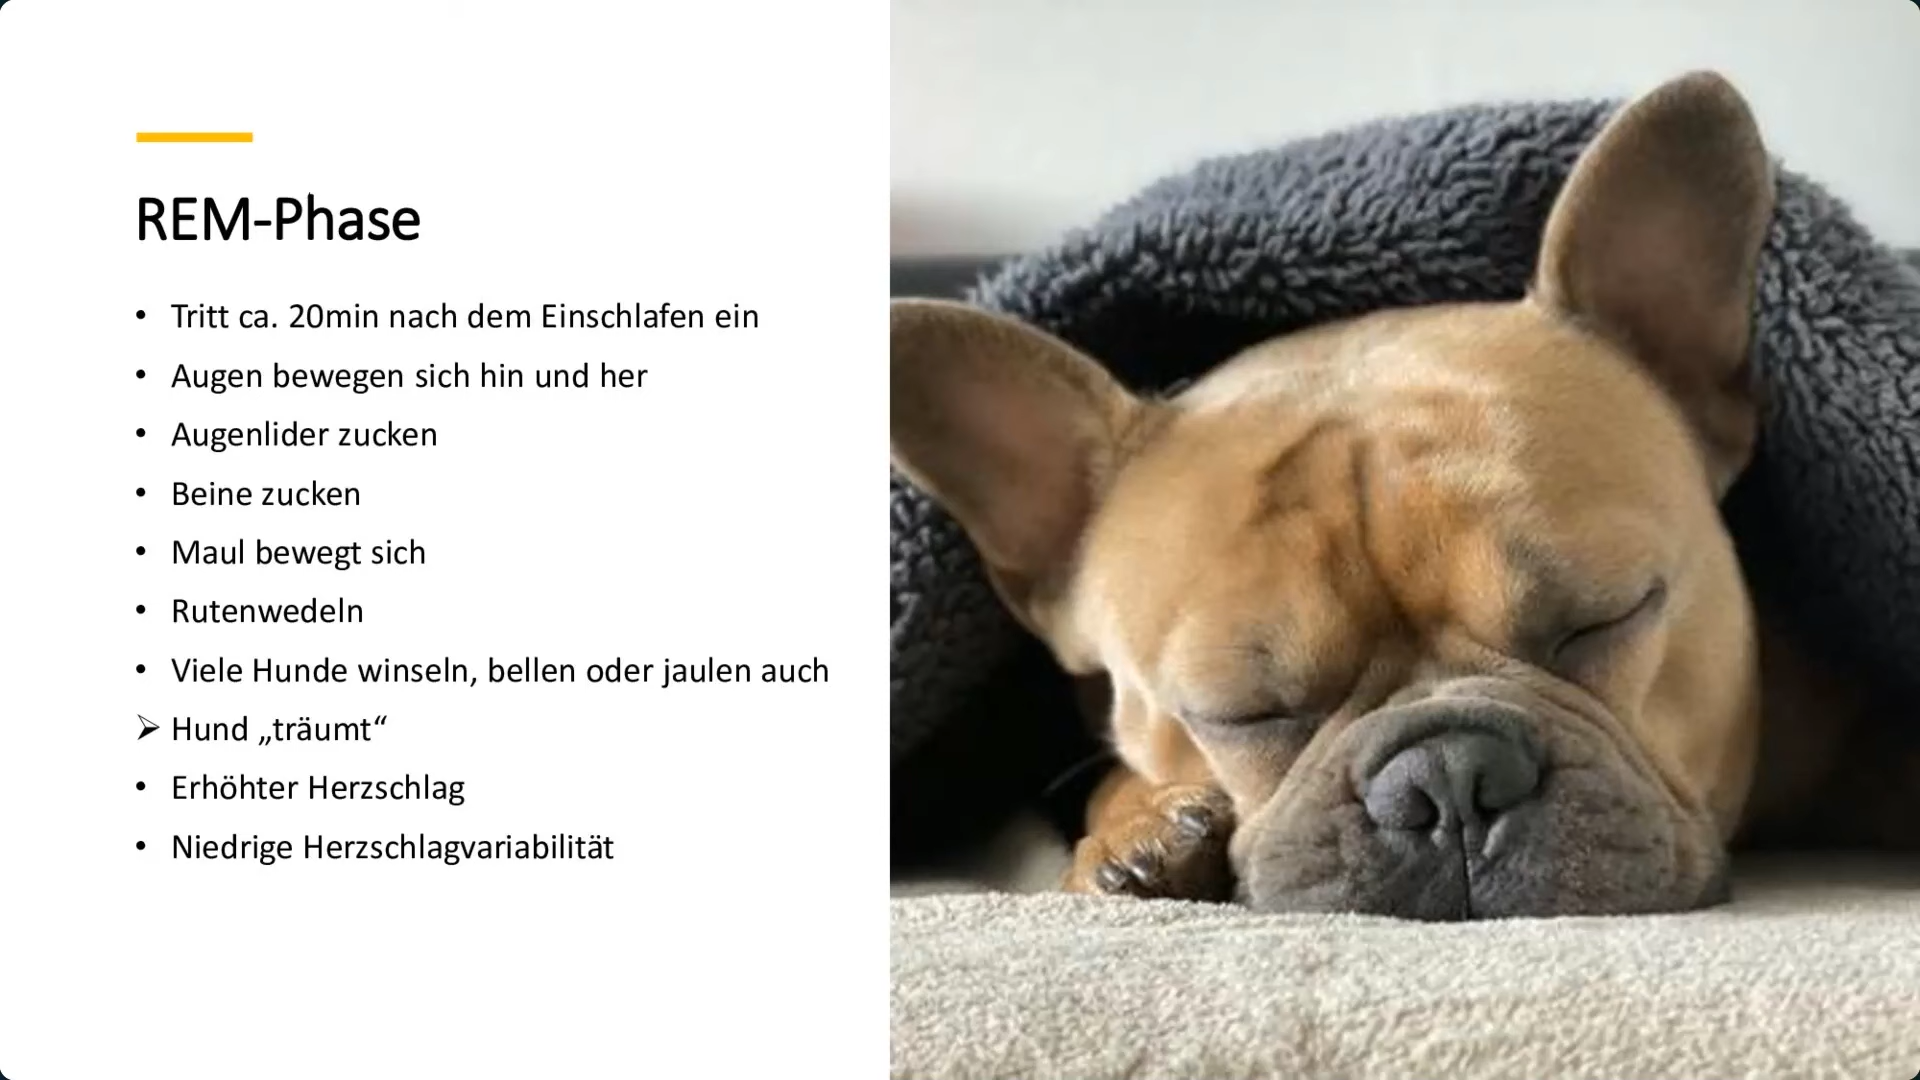 REM-Phase
• Tritt ca. 20min nach dem Einschlafen ein
• Augen bewegen sich hin und her
• Augenlider zucken
• Beine zucken
• Maul bewegt sich
• Rutenwedeln
• Viele Hunde winseln, bellen oder jaulen auch
➢ Hund „träumt“
• Erhöhter Herzschlag
• Niedrige Herzschlagvariabilität